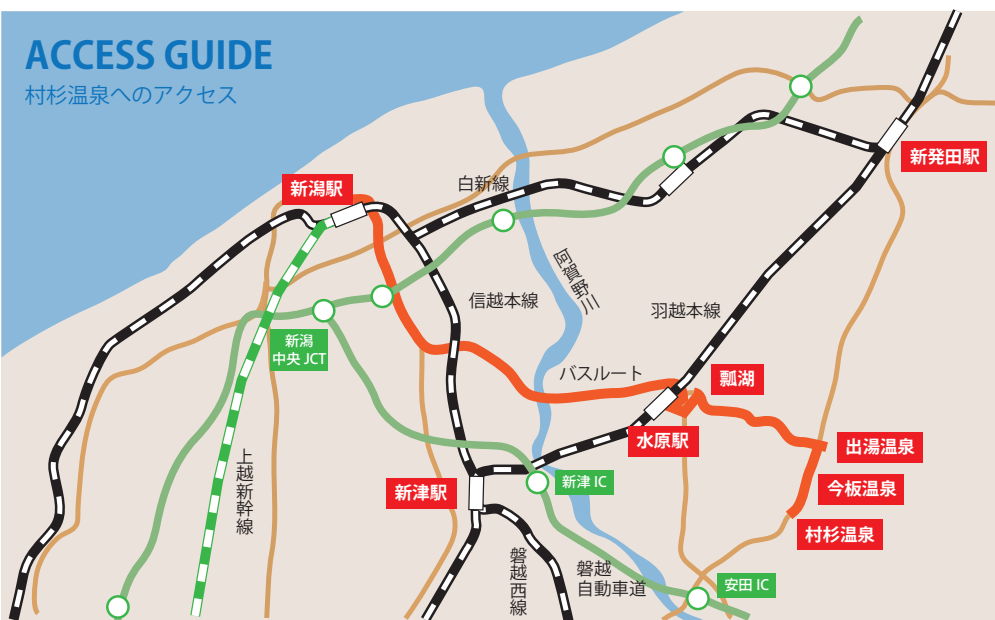 ACCESS GUIDE
村杉温泉へのアクセス
新発田駅
新潟駅
白新線
阿賀野川
信越本線
羽越本線
新潟
中央 JCT
バスルート
瓢湖
水原駅
出湯温泉
上越新幹線
新津駅
新津 IC
今板温泉
村杉温泉
磐越西線
磐越
自動車道
安田 IC